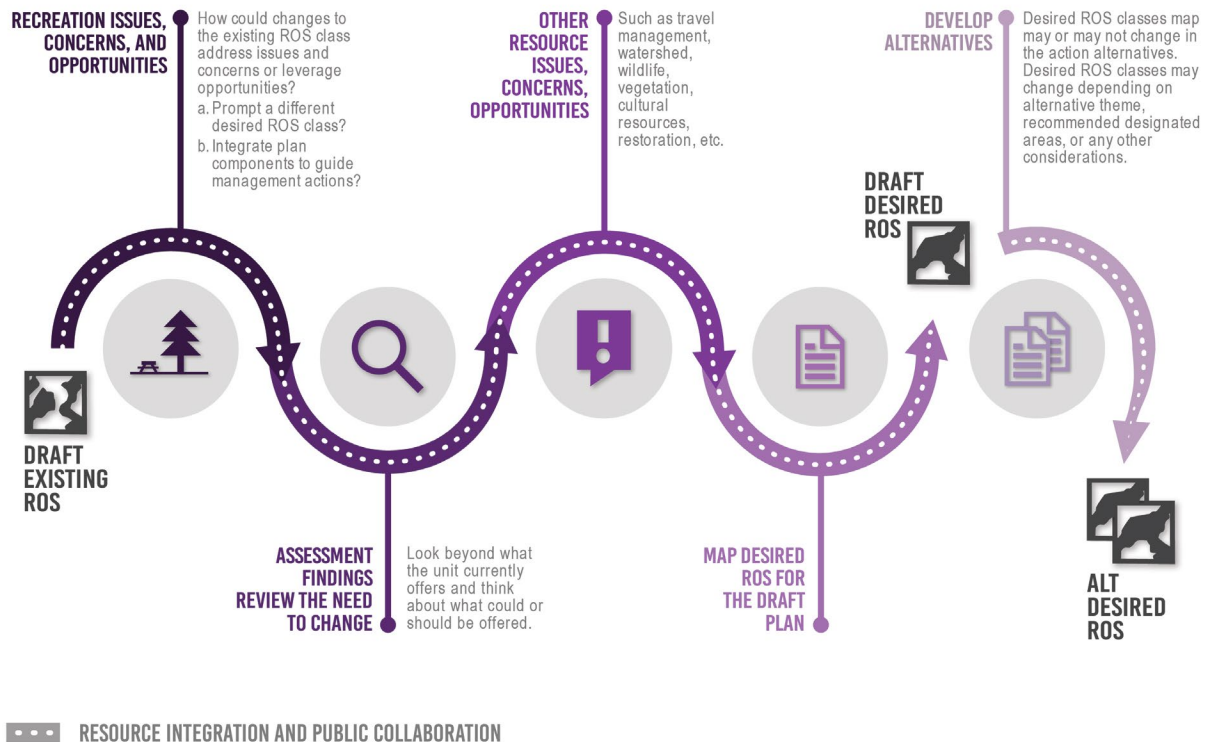 RECREATION ISSUES,
CONCERNS, AND
OPPORTUNITIES
How could changes to
the existing ROS class
address issues and
concerns or leverage
opportunities?
a. Prompt a different
desired ROS class?
b. Integrate plan
components to guide
management actions?
OTHER
RESOURCE
ISSUES,
CONCERNS,
OPPORTUNITIES
Such as travel
management,
watershed,
wildlife,
vegetation,
cultural
resources,
restoration, etc.
DEVELOP
ALTERNATIVES
Desired ROS classes map
may or may not change in
the action alternatives.
Desired ROS classes may
change depending on
alternative theme,
recommended designated
areas, or any other
considerations.
DRAFT
DESIRED
ROS
DRAFT
EXISTING
ROS
ASSESSMENT
FINDINGS
REVIEW THE NEED
TO CHANGE
Look beyond what
the unit currently
offers and think
about what could or
should be offered.
MAP DESIRED
ROS FOR
THE DRAFT
PLAN
ALT
DESIRED
ROS
RESOURCE INTEGRATION AND PUBLIC COLLABORATION